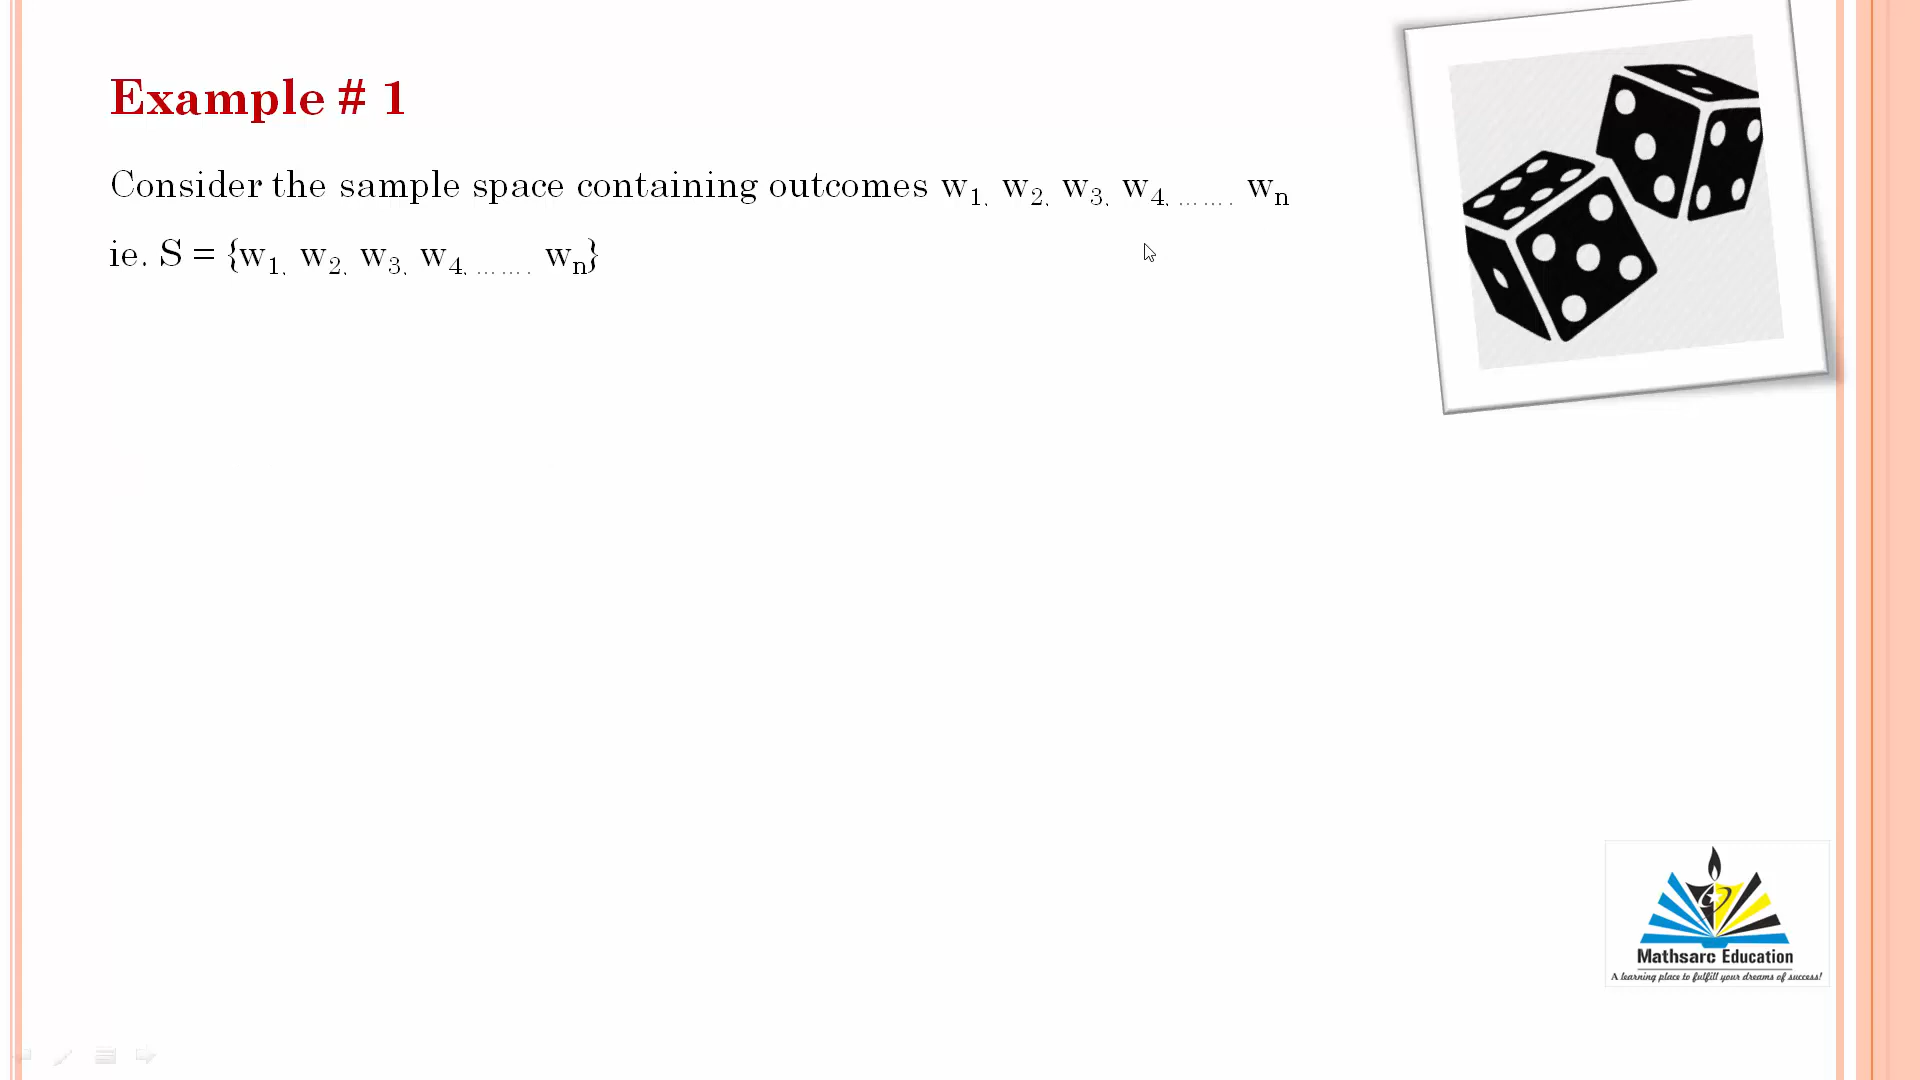 Example # 1
Consider the sample space containing outcomes w1, w2, w3, w4, ……. wn
ie. S = {w1, w2, w3, w4, ……. wn}
Mathsarc Education
A learning place to fulfill your dreams of success!